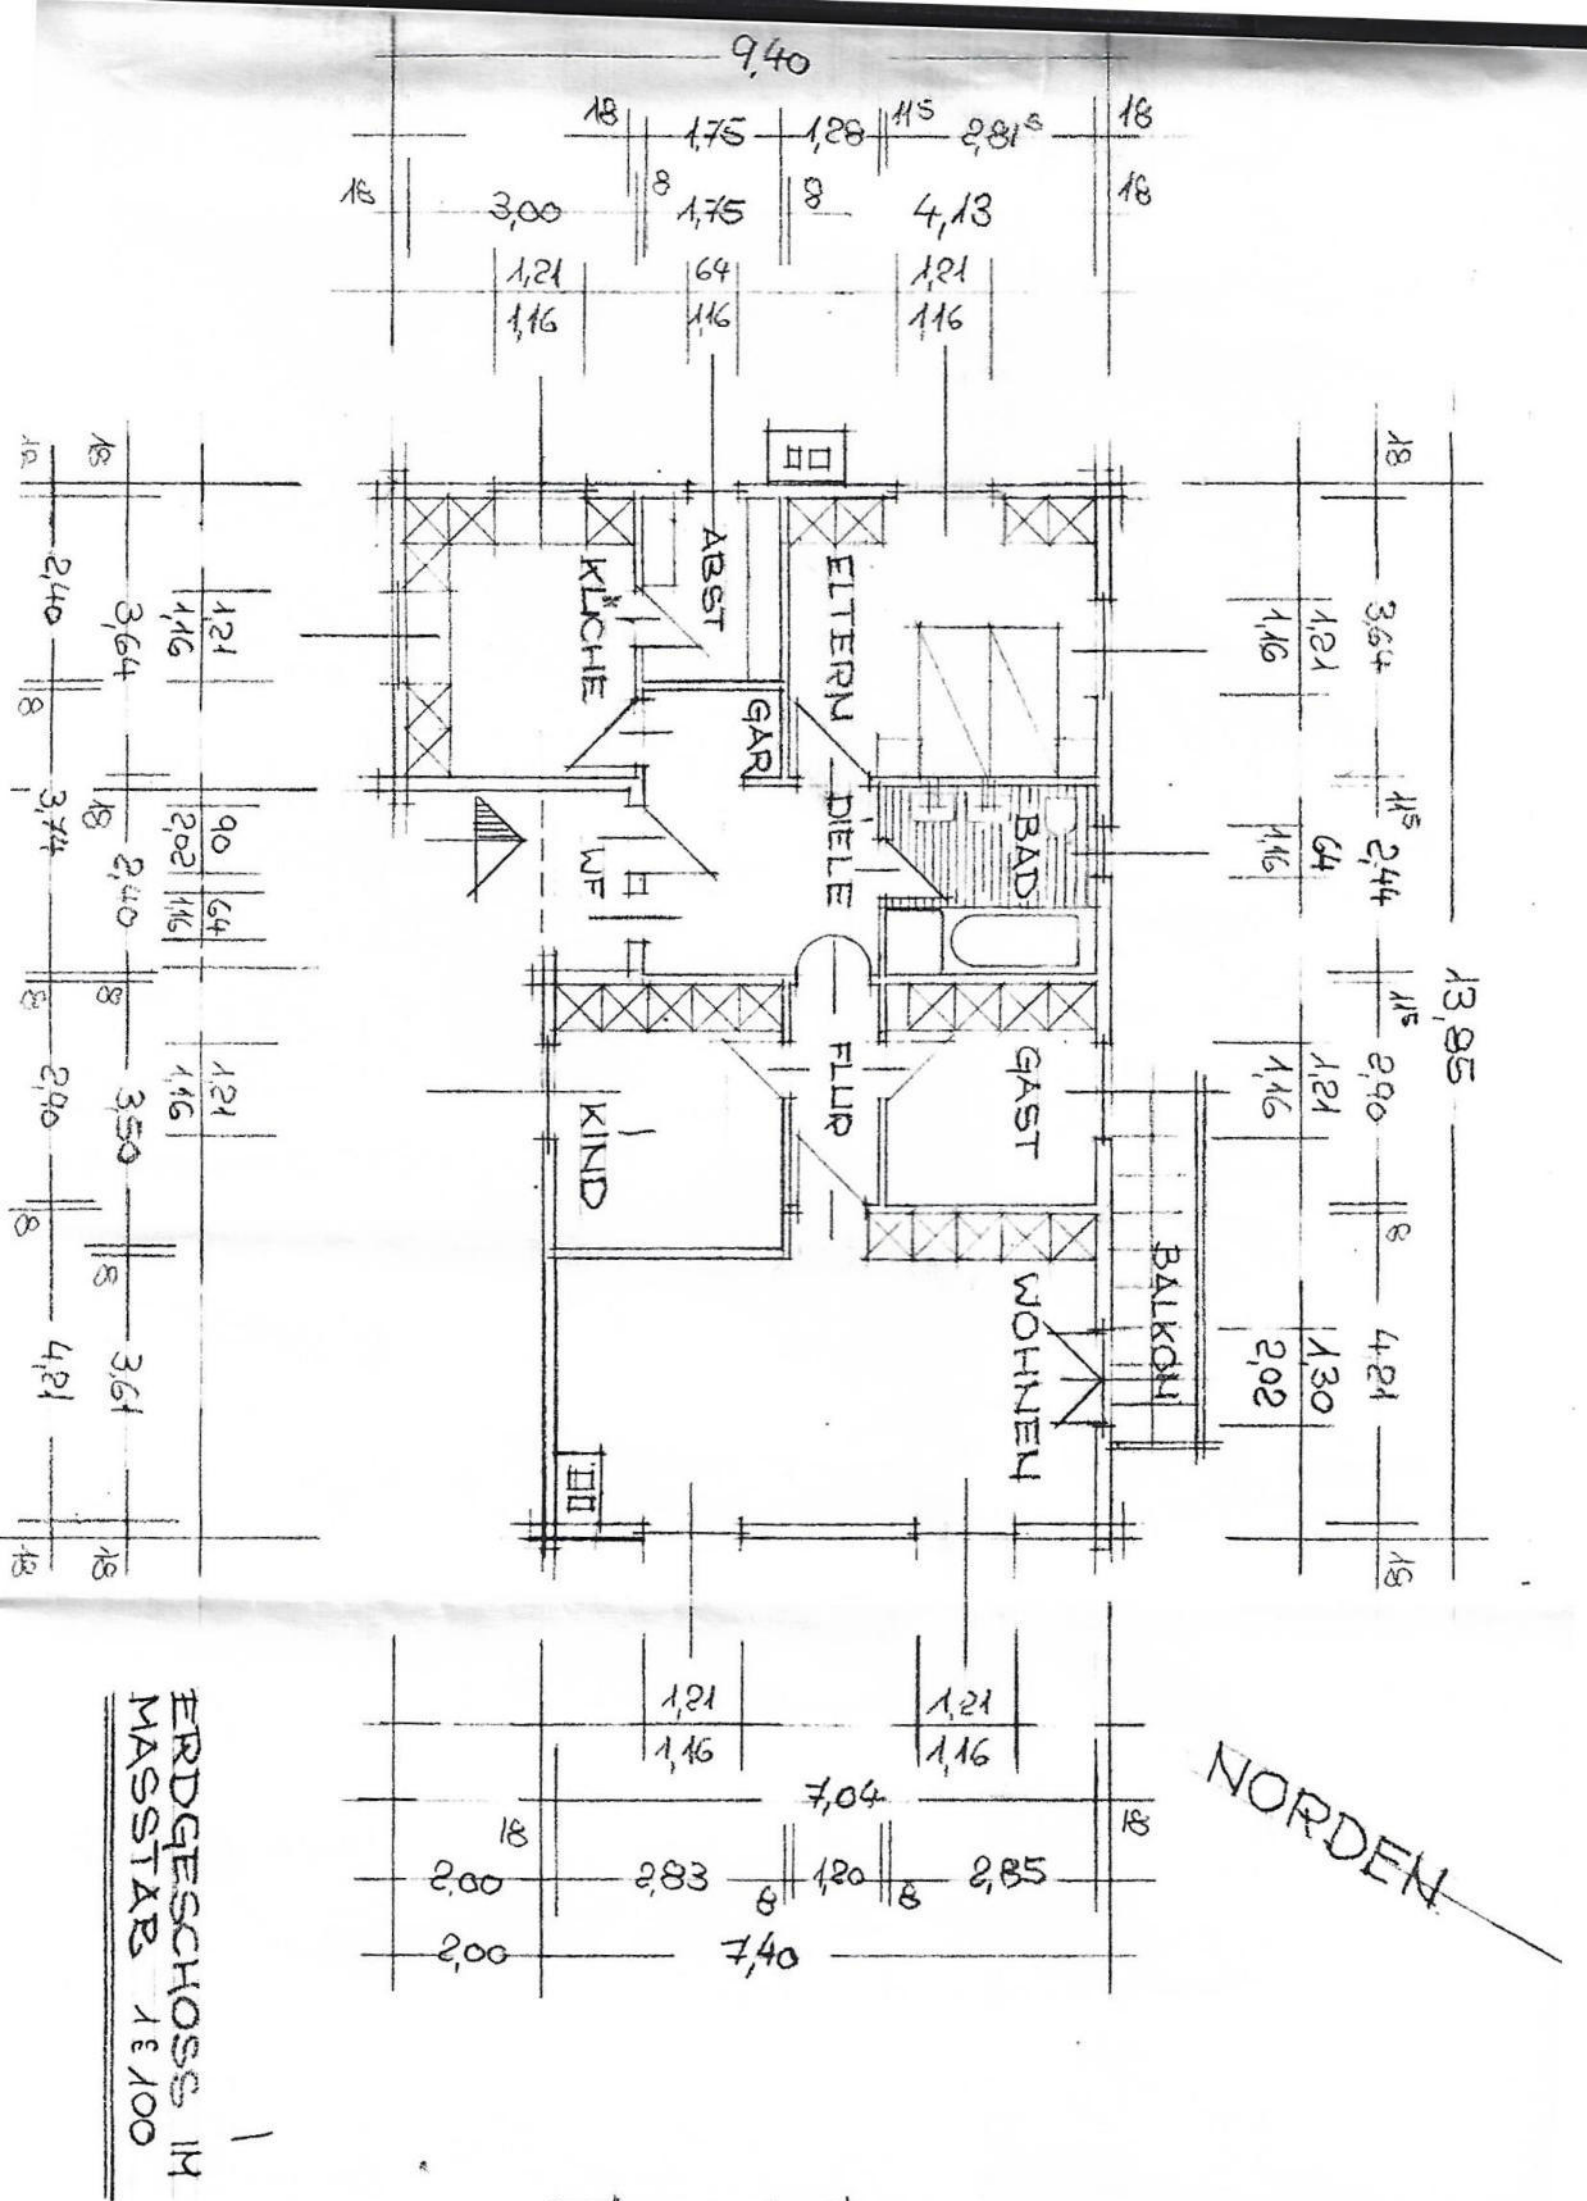 9,40
18 1,75 1,28 11⁵ 2,81⁵ 18
18 3,00 8 1,75 8 4,13 18
1,21 64 1,21
1,16 1,16 1,16
18 3,64 11⁵ 2,44 11⁵ 2,90 8 4,21 18
13,85
1,21 64 1,21 1,30
1,16 1,16 1,16 2,02
KÜCHE
ABST
ELTERN
GAR
DIELE
BAD
WF
FLUR
GAST
KIND
WOHNEN
BALKON
1,21 90 64 1,21
1,16 2,02 1,16 1,16
18 3,64 18 2,40 8 3,50 8 3,61 18
18 2,40 8 3,74 8 2,90 8 4,21 18
1,21 1,21
1,16 1,16
7,04
18 18
2,00 2,83 8 1,20 8 2,85
2,00 7,40
NORDEN
ERDGESCHOSS IM
MASSTAB 1:100